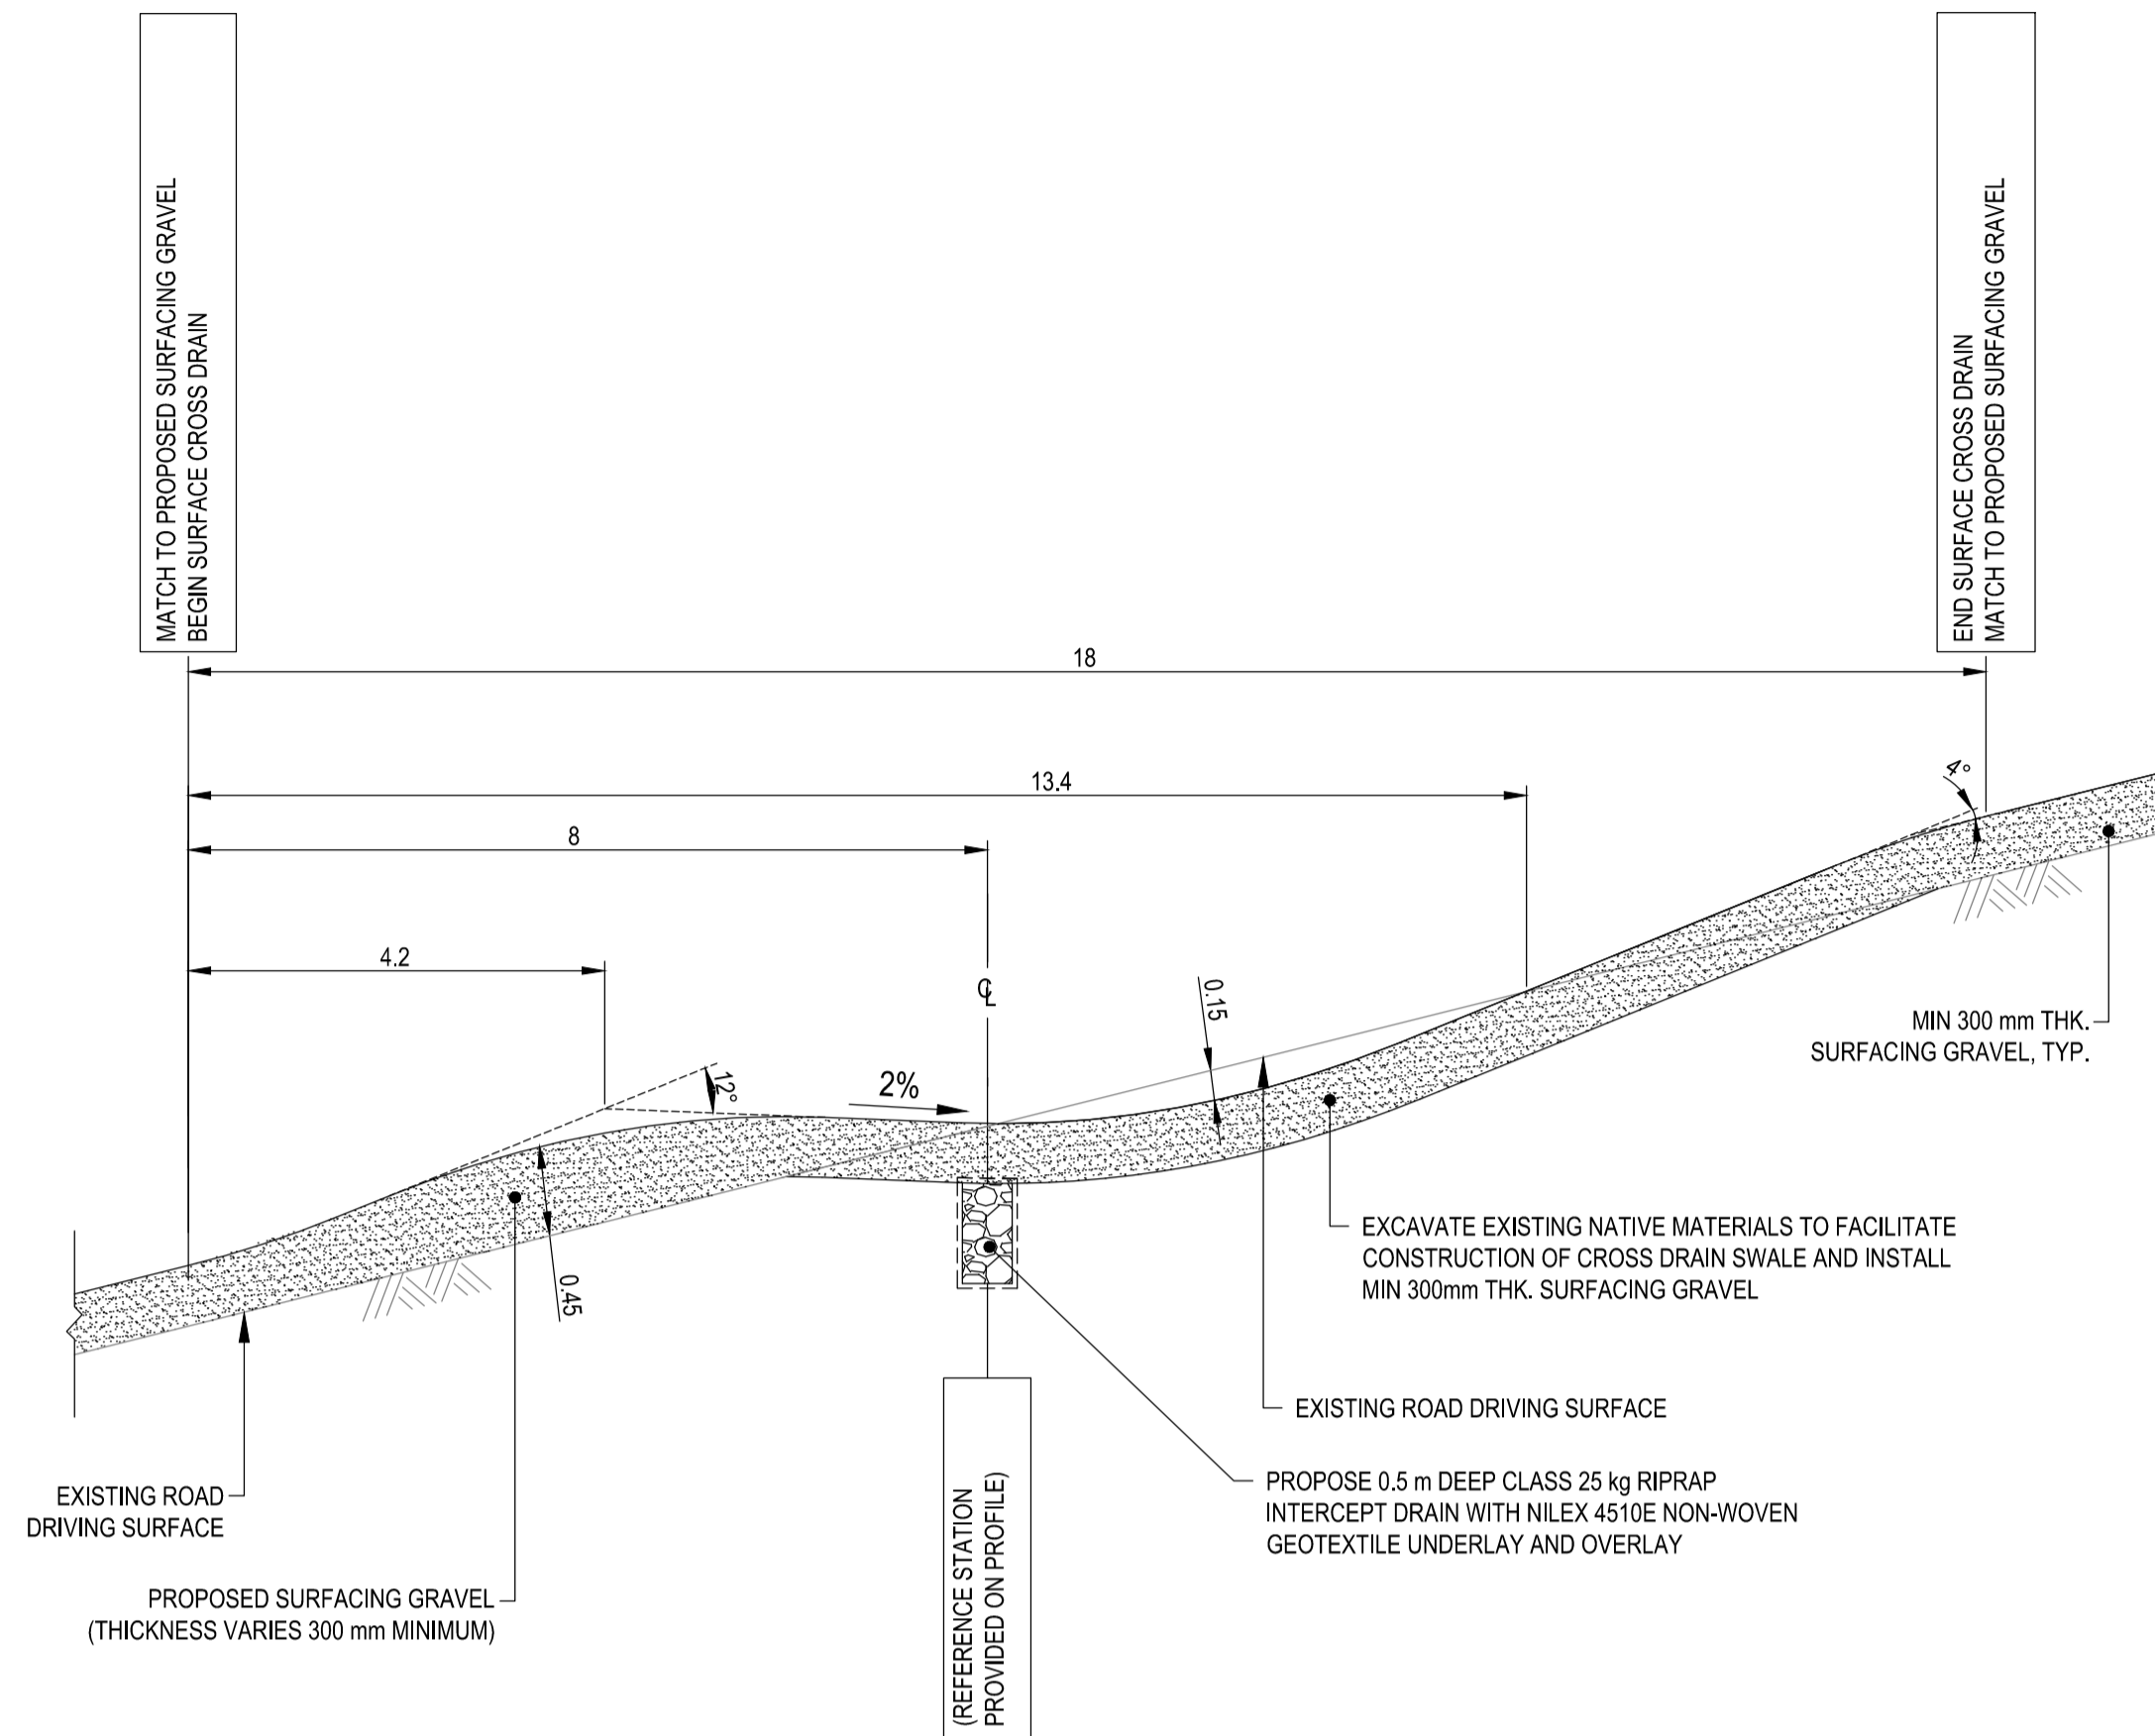 MATCH TO PROPOSED SURFACING GRAVEL
BEGIN SURFACE CROSS DRAIN
END SURFACE CROSS DRAIN
MATCH TO PROPOSED SURFACING GRAVEL
18
13.4
8
4.2
4°
℄
0.15
12°
2%
0.45
MIN 300 mm THK.
SURFACING GRAVEL, TYP.
EXCAVATE EXISTING NATIVE MATERIALS TO FACILITATE
CONSTRUCTION OF CROSS DRAIN SWALE AND INSTALL
MIN 300mm THK. SURFACING GRAVEL
EXISTING ROAD DRIVING SURFACE
PROPOSE 0.5 m DEEP CLASS 25 kg RIPRAP
INTERCEPT DRAIN WITH NILEX 4510E NON-WOVEN
GEOTEXTILE UNDERLAY AND OVERLAY
EXISTING ROAD
DRIVING SURFACE
PROPOSED SURFACING GRAVEL
(THICKNESS VARIES 300 mm MINIMUM)
(REFERENCE STATION
PROVIDED ON PROFILE)